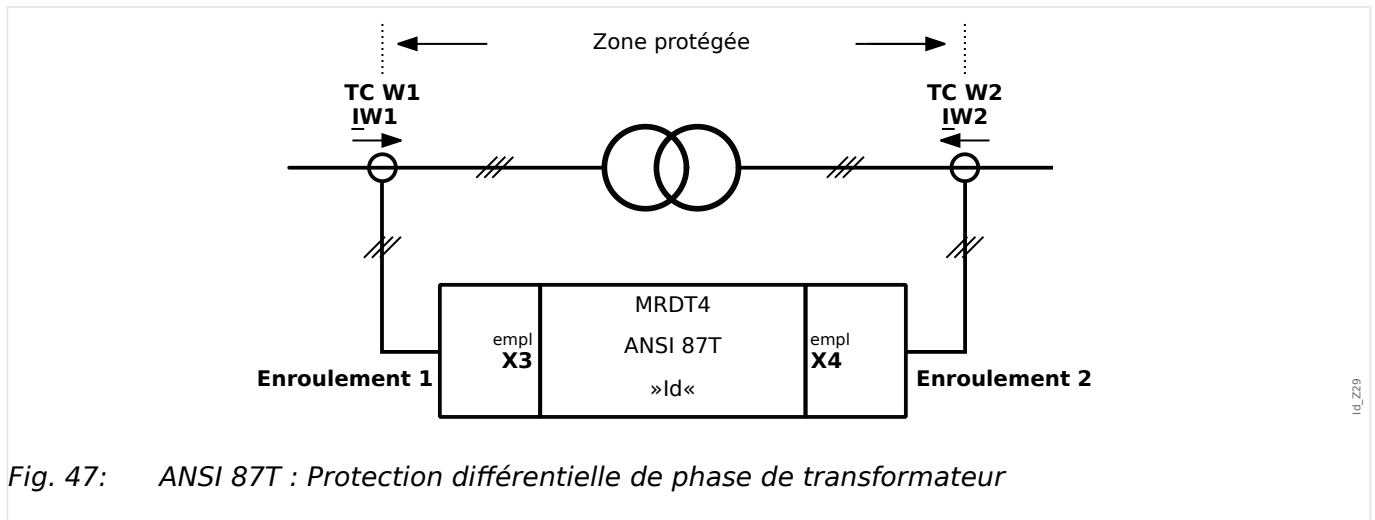 Zone protégée
TC W1
IW1
TC W2
IW2
MRDT4
ANSI 87T
»Id«
empl
X3
empl
X4
Enroulement 1
Enroulement 2
Id_Z29
Fig. 47: ANSI 87T : Protection différentielle de phase de transformateur